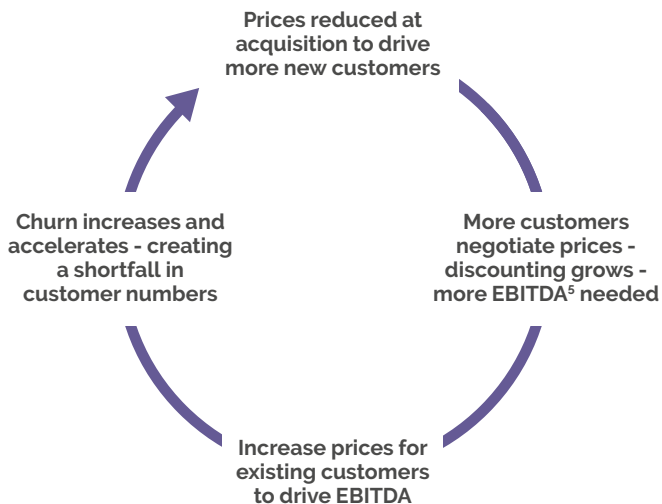 Prices reduced at
acquisition to drive
more new customers
More customers
negotiate prices -
discounting grows -
more EBITDA⁵ needed
Increase prices for
existing customers
to drive EBITDA
Churn increases and
accelerates - creating
a shortfall in
customer numbers